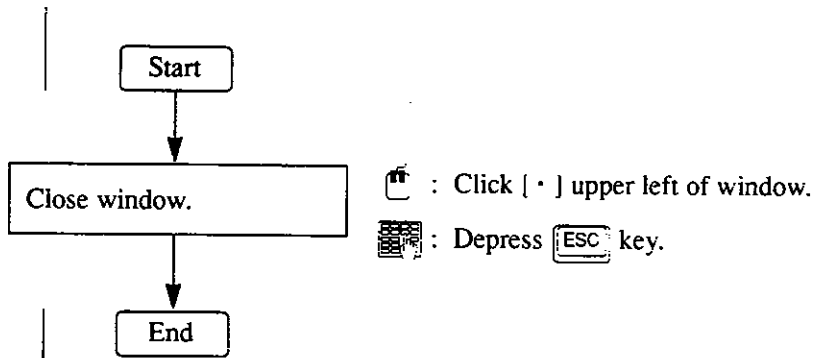 Start
Close window.
: Click [ · ] upper left of window.
: Depress ESC key.
End